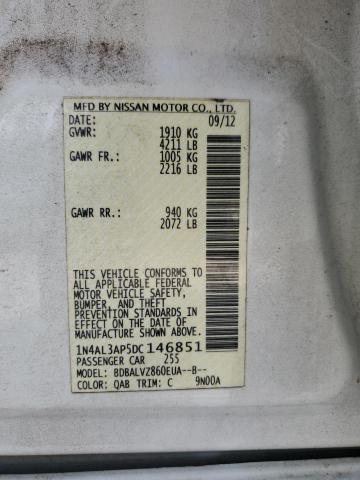 MFD BY NISSAN MOTOR CO., LTD.
DATE: 09/12
GVWR: 1910 KG
4211 LB
GAWR FR.: 1005 KG
2216 LB
GAWR RR.: 940 KG
2072 LB
THIS VEHICLE CONFORMS TO
ALL APPLICABLE FEDERAL
MOTOR VEHICLE SAFETY,
BUMPER, AND THEFT
PREVENTION STANDARDS IN
EFFECT ON THE DATE OF
MANUFACTURE SHOWN ABOVE.
1N4AL3AP5DC146851
PASSENGER CAR 255
MODEL: BDBALVZ860EUA--B--
COLOR: QAB TRIM: C 9N00A